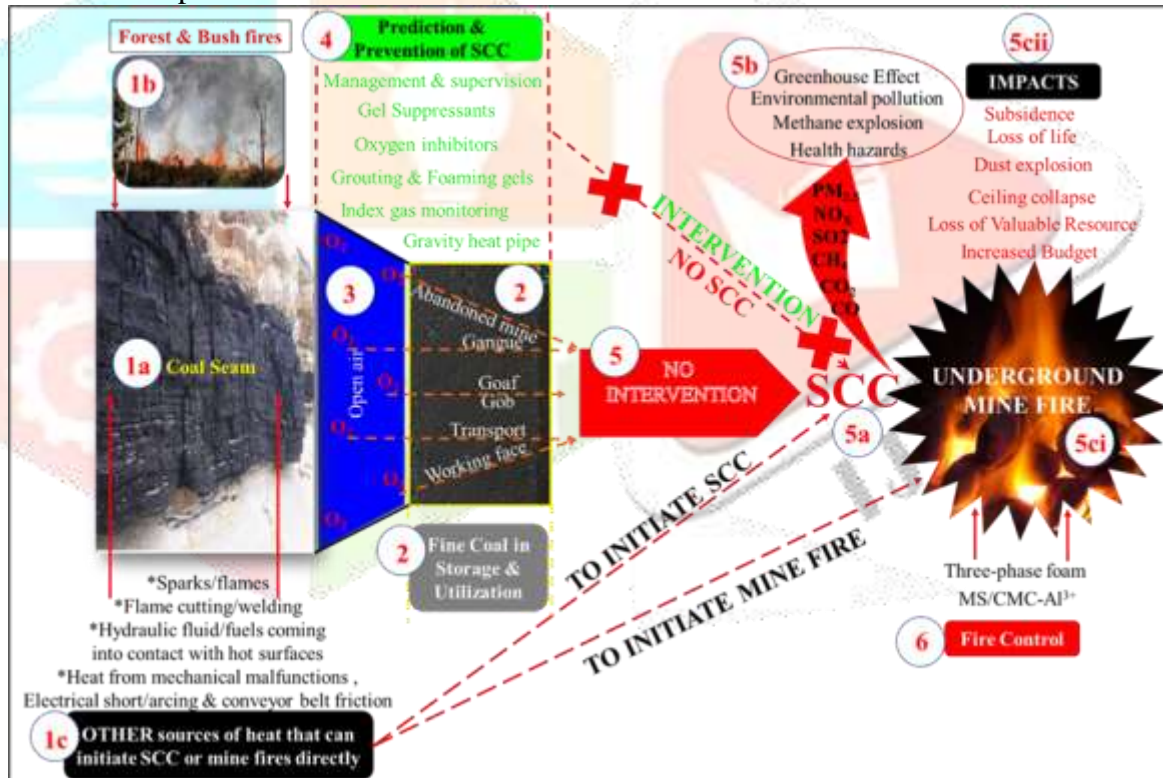 Forest & Bush fires
1b
4
Prediction &
Prevention of SCC
Management & supervision
Gel Suppressants
Oxygen inhibitors
Grouting & Foaming gels
Index gas monitoring
Gravity heat pipe
5b
Greenhouse Effect
Environmental pollution
Methane explosion
Health hazards
5cii
IMPACTS
Subsidence
Loss of life
Dust explosion
Ceiling collapse
Loss of Valuable Resource
Increased Budget
PM2.5
NOX
SO2
CH4
CO2
CO
INTERVENTION
NO SCC
1a
Coal Seam
3
Open air
O2
O2
O2
O2
O2
O2
O2
2
Abandoned mine
Gangue
Goaf
Gob
Transport
Working face
5
NO
INTERVENTION
SCC
5a
UNDERGROUND
MINE FIRE
5ci
2
Fine Coal in
Storage &
Utilization
TO INITIATE SCC
TO INITIATE MINE FIRE
Three-phase foam
MS/CMC-Al³⁺
6
Fire Control
*Sparks/flames
*Flame cutting/welding
*Hydraulic fluid/fuels coming
into contact with hot surfaces
*Heat from mechanical malfunctions ,
Electrical short/arcing & conveyor belt friction
1c
OTHER sources of heat that can
initiate SCC or mine fires directly